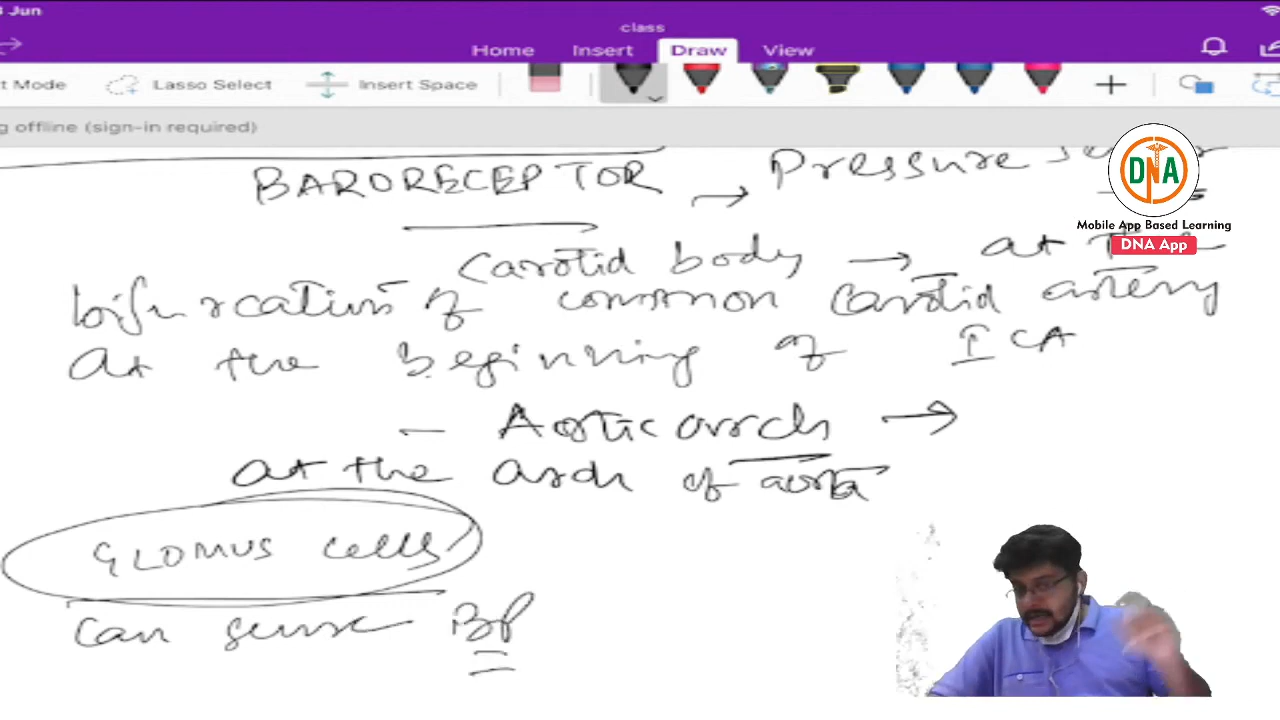 3 Jun
class
Home Insert Draw View
t Mode Lasso Select Insert Space
g offline (sign-in required)
BARORECEPTOR → Pressure
DNA
Mobile App Based Learning
DNA App
Carotid body → at the
bifurcation of common carotid artery
at the beginning of ICA
- Aortic arch →
at the arch of aorta
GLOMUS cells
can sense BP